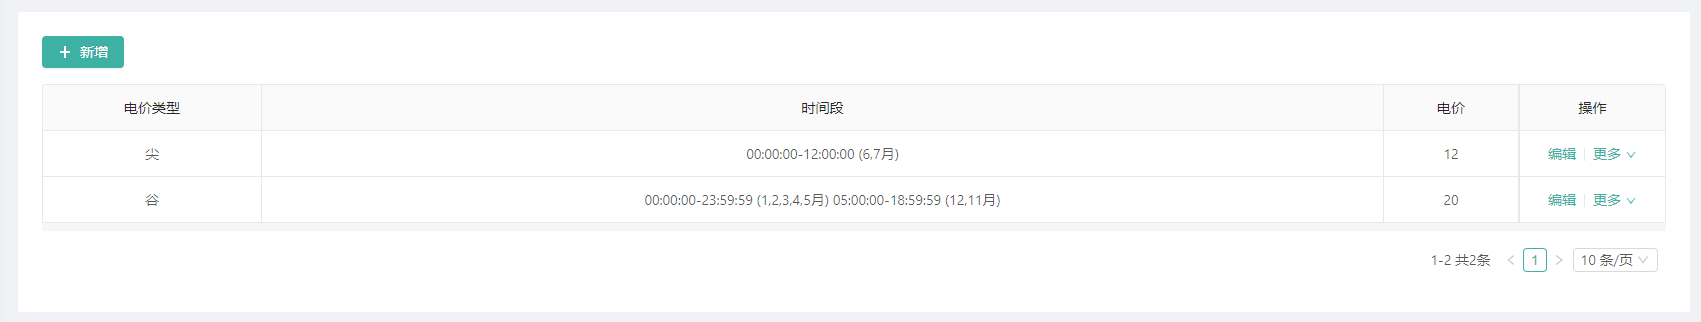 + 新增
电价类型 时间段 电价 操作
尖 00:00:00-12:00:00 (6,7月) 12 编辑 更多
谷 00:00:00-23:59:59 (1,2,3,4,5月) 05:00:00-18:59:59 (12,11月) 20 编辑 更多
1-2 共2条 1 10 条/页